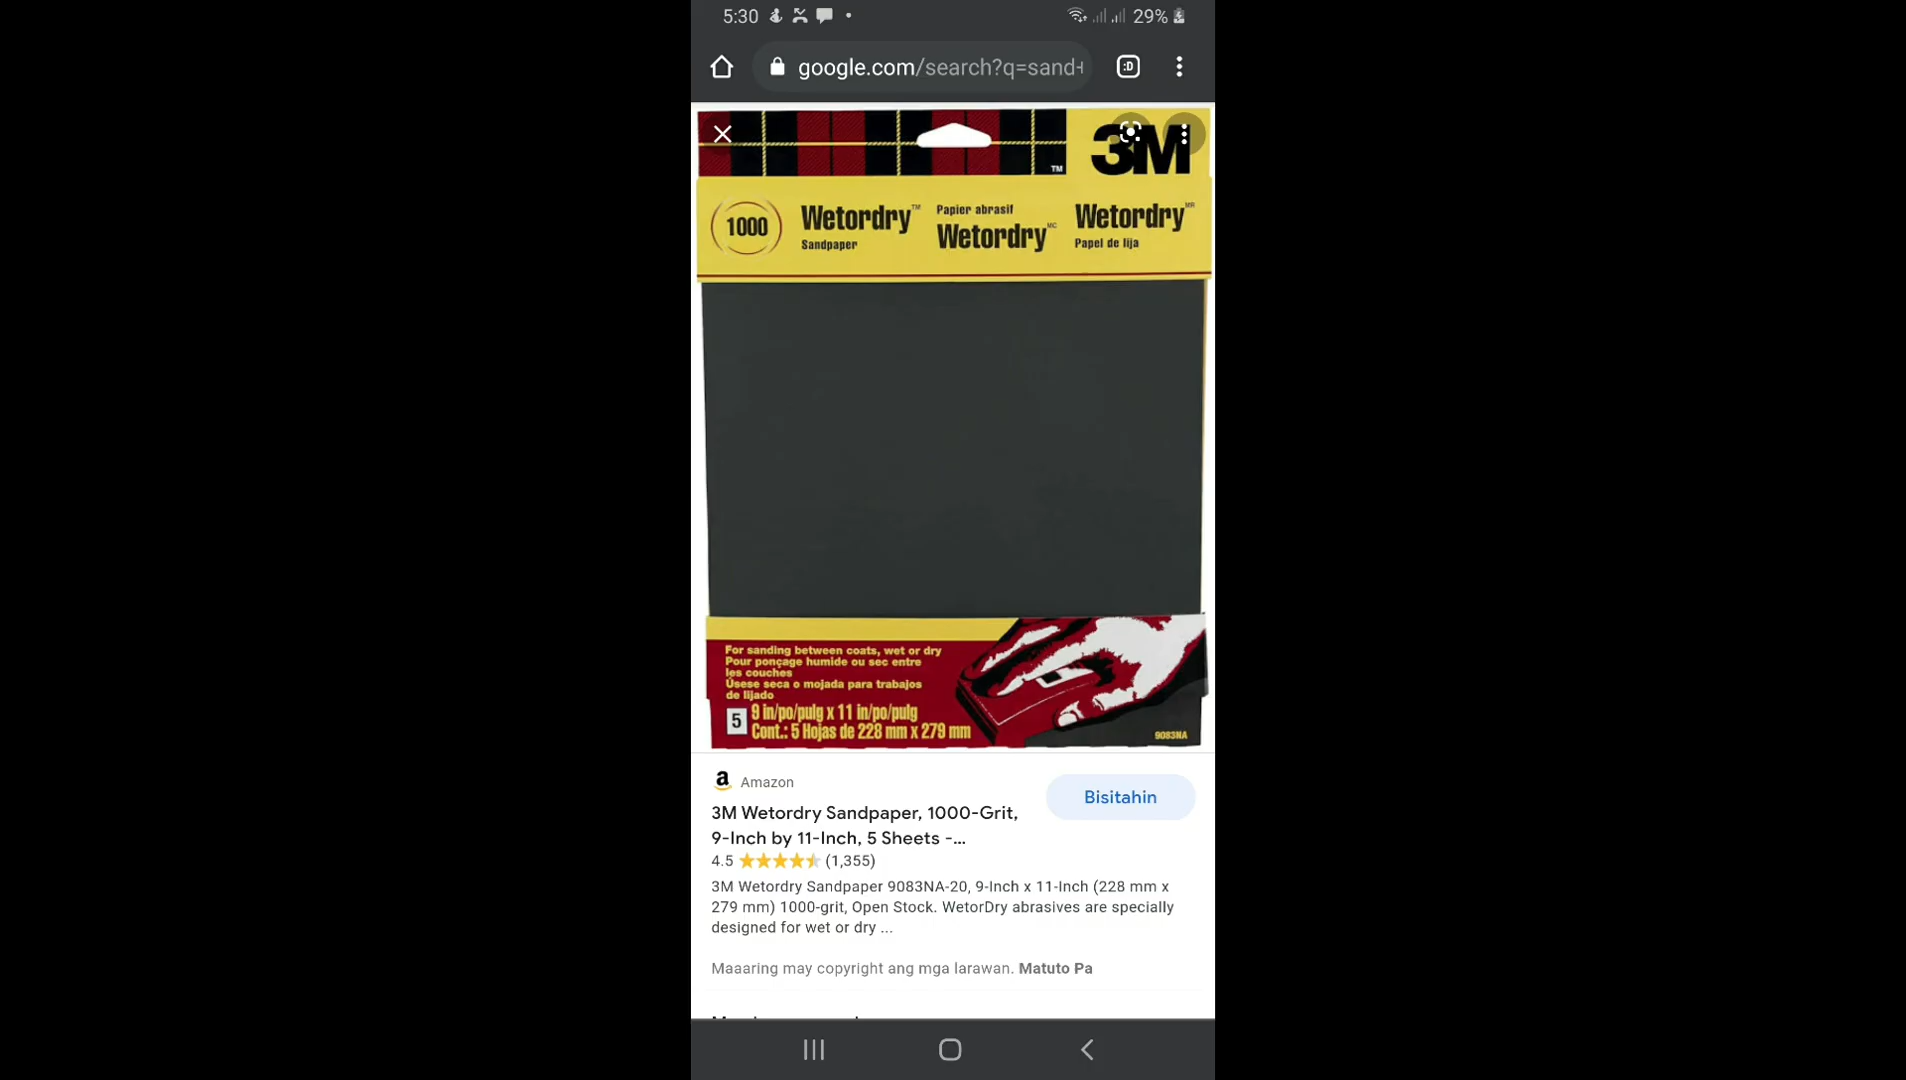 5:30
29%
google.com/search?q=sand+
:D
TM
3M
1000
Wetordry™
Sandpaper
Papier abrasif
Wetordry MC
Wetordry MR
Papel de lija
For sanding between coats, wet or dry
Pour ponçage humide ou sec entre
les couches
Úsese seca o mojada para trabajos
de lijado
5
9 in/po/pulg x 11 in/po/pulg
Cont.: 5 Hojas de 228 mm x 279 mm
9083NA
a
Amazon
Bisitahin
3M Wetordry Sandpaper, 1000-Grit,
9-Inch by 11-Inch, 5 Sheets -...
4.5
(1,355)
3M Wetordry Sandpaper 9083NA-20, 9-Inch x 11-Inch (228 mm x
279 mm) 1000-grit, Open Stock. WetorDry abrasives are specially
designed for wet or dry ...
Maaaring may copyright ang mga larawan. Matuto Pa